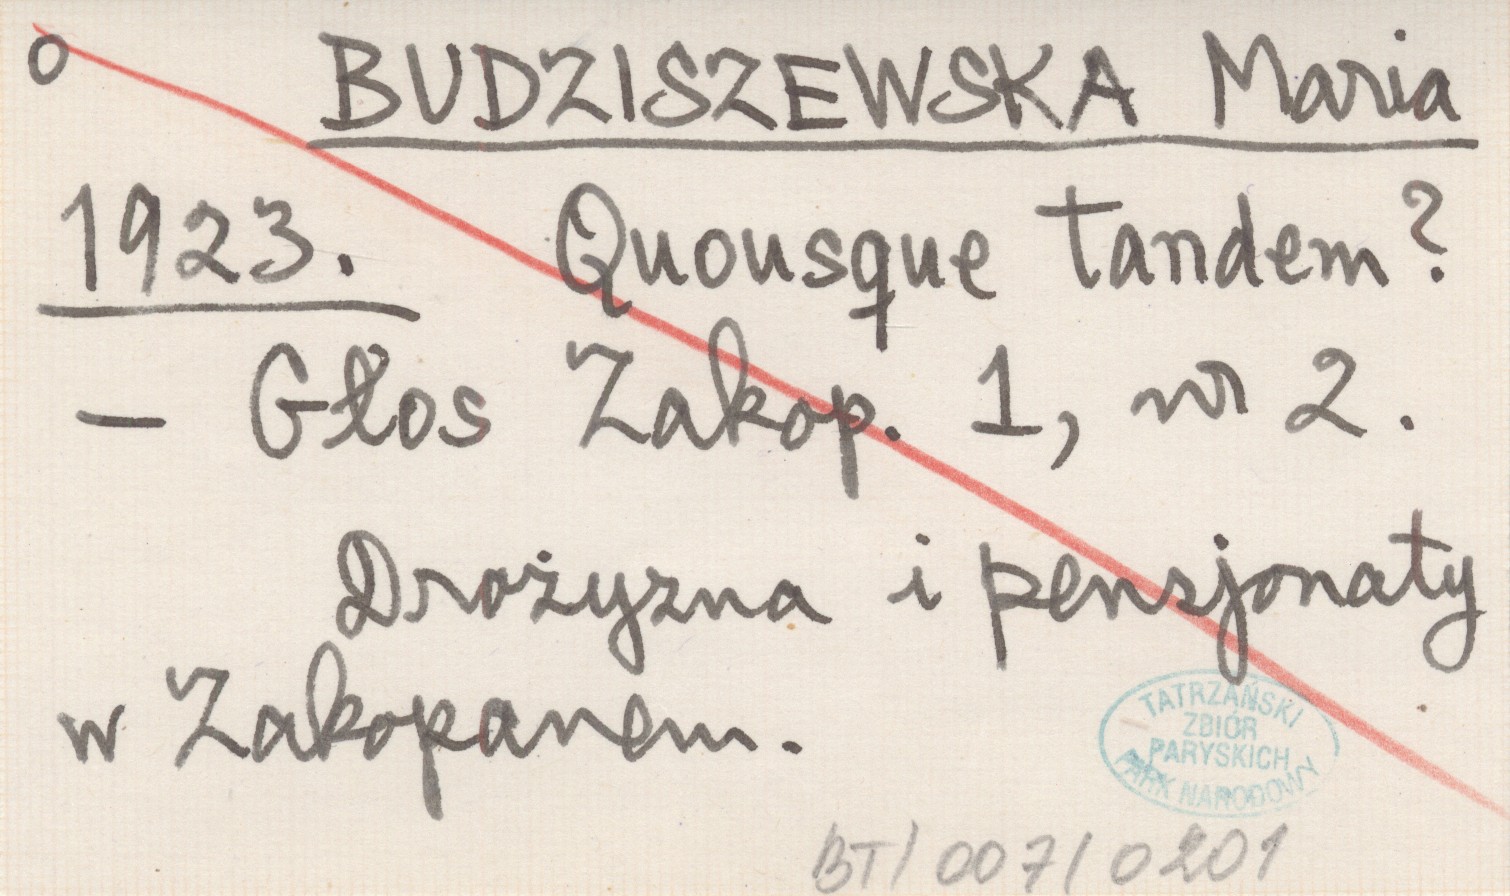 o BUDZISZEWSKA Maria
1923. Quousque tandem?
– Głos Zakop. 1, nr 2.
Drożyzna i pensjonaty
w Zakopanem.
TATRZAŃSKI
ZBIÓR
PARYSKICH
PARK NARODOWY
BT/007/0201